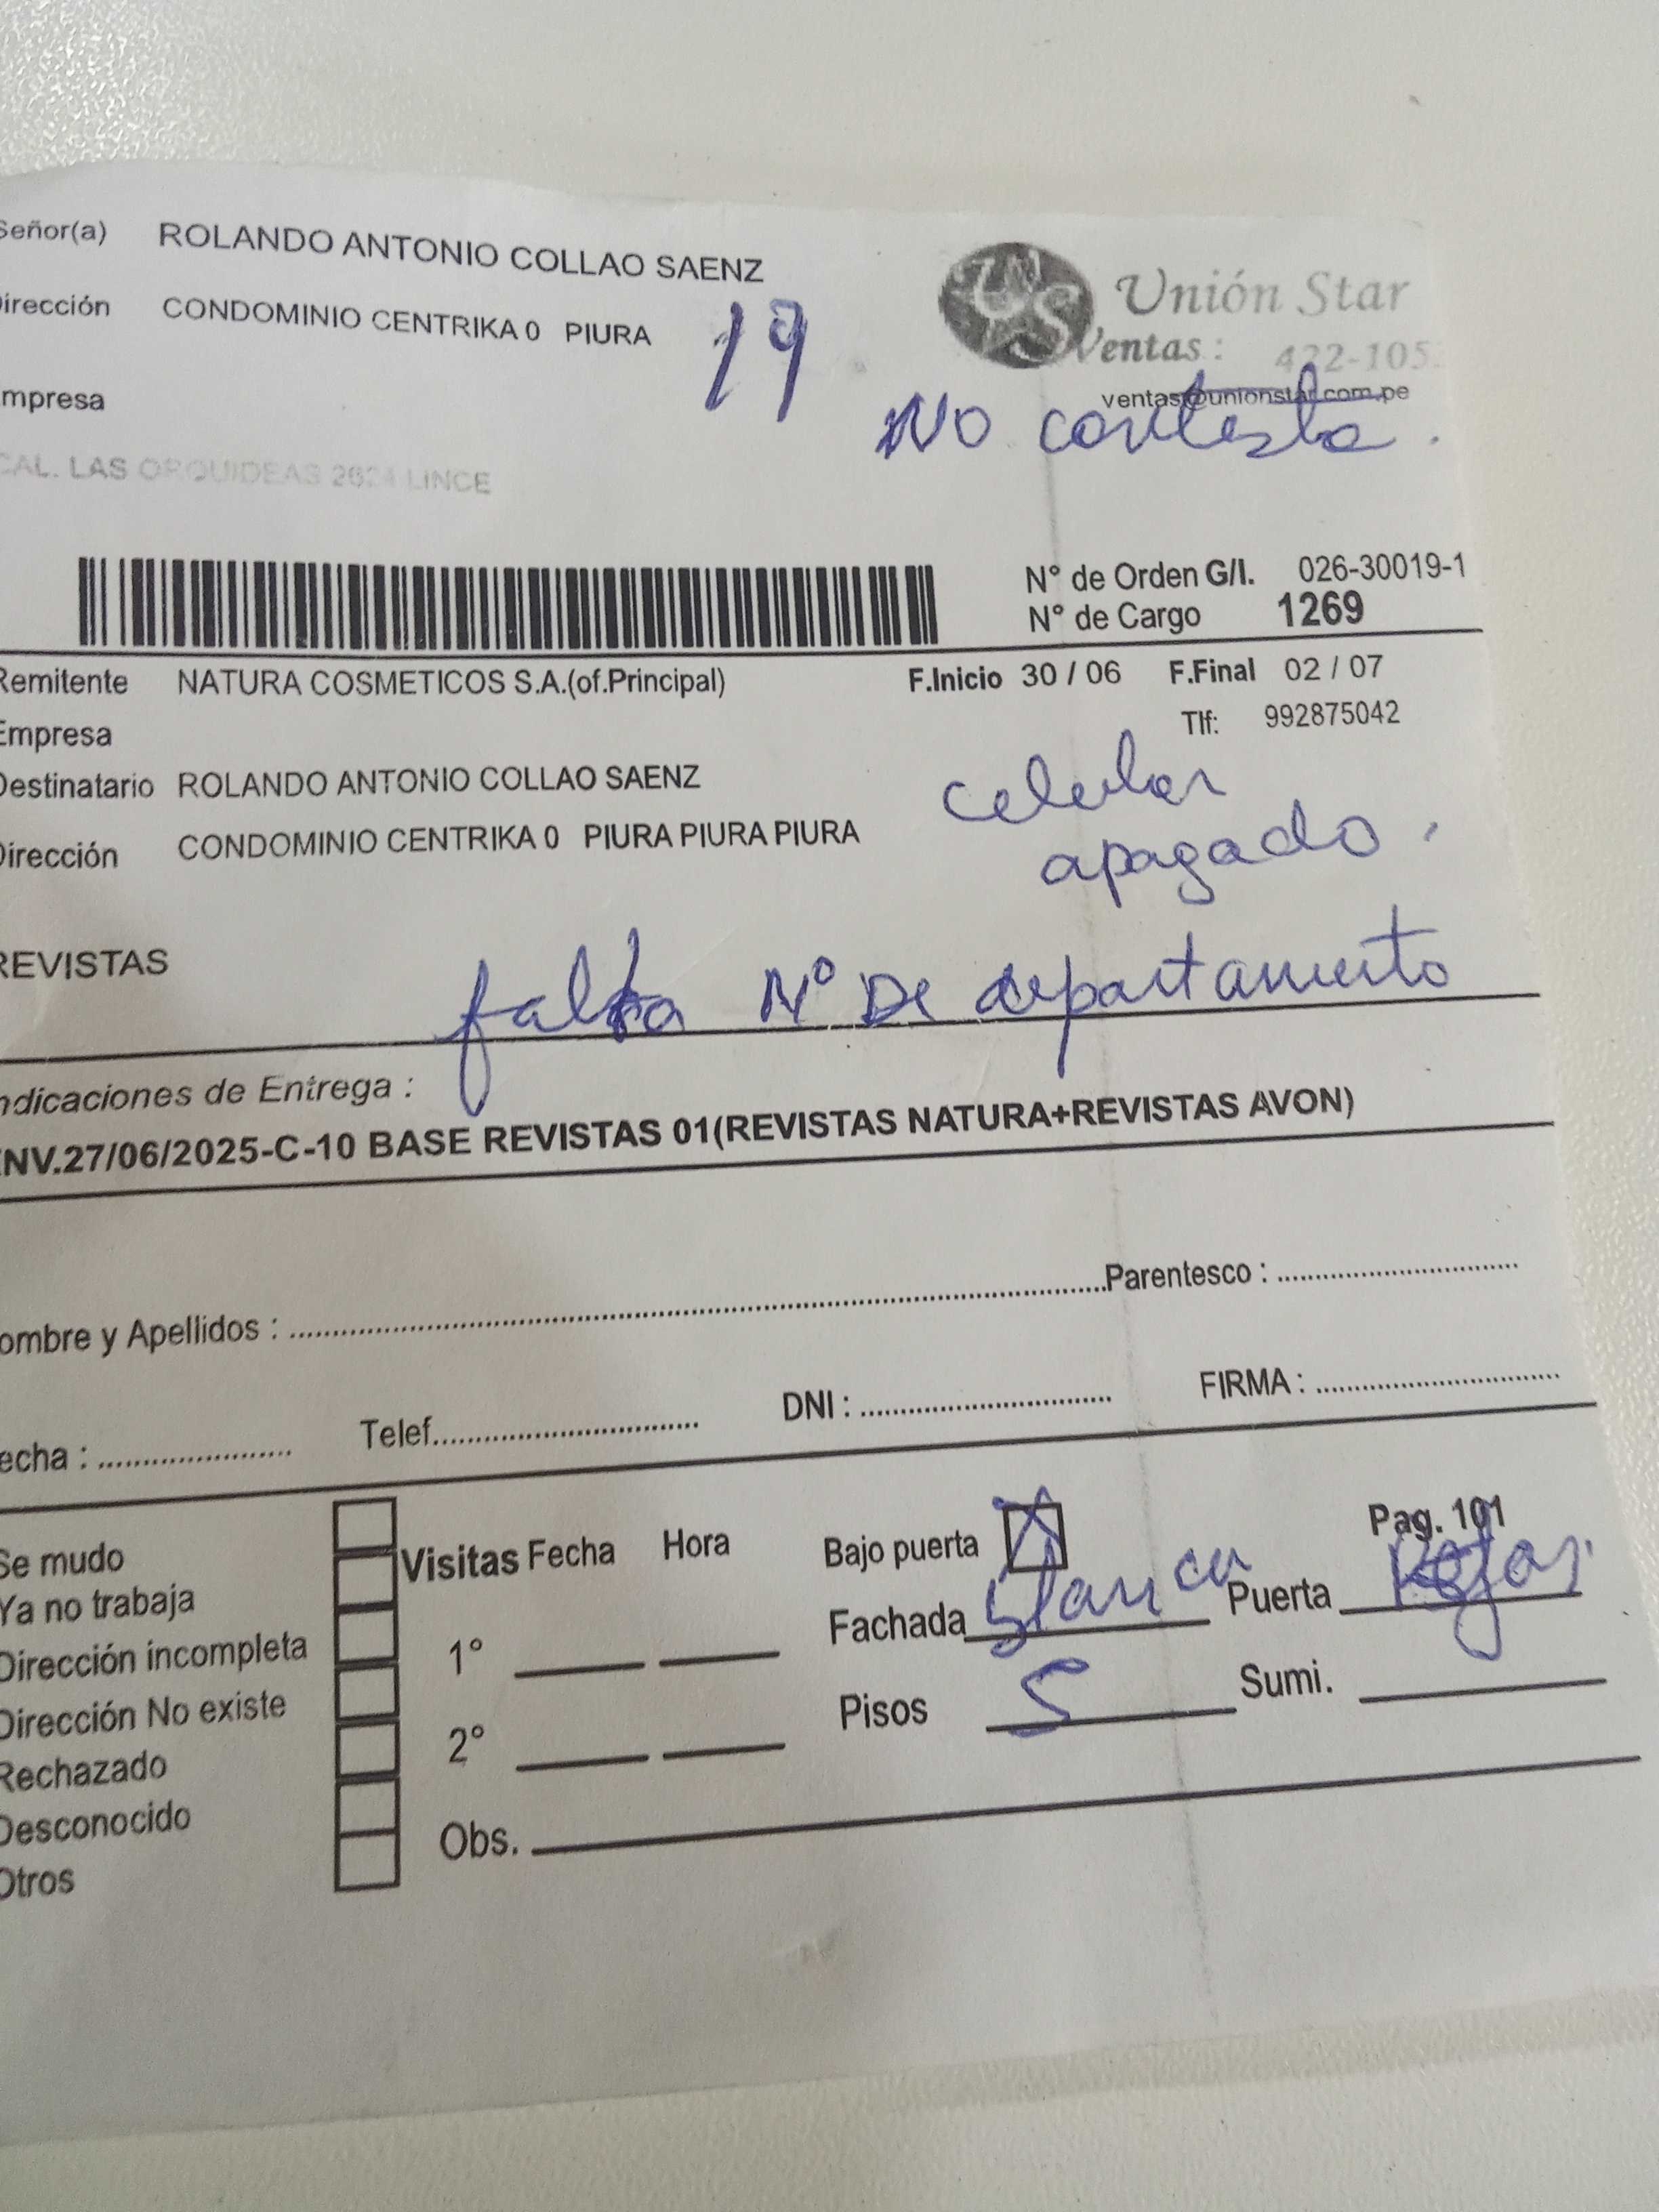 Señor(a) ROLANDO ANTONIO COLLAO SAENZ
irección CONDOMINIO CENTRIKA 0 PIURA
19
Unión Star
Ventas : 422-105
ventas@unionstar.com.pe
mpresa
No contesta.
CAL. LAS ORQUIDEAS 2624 LINCE
N° de Orden G/I. 026-30019-1
N° de Cargo 1269
Remitente NATURA COSMETICOS S.A.(of.Principal) F.Inicio 30 / 06 F.Final 02 / 07
Empresa Tlf: 992875042
Destinatario ROLANDO ANTONIO COLLAO SAENZ
celular
Dirección CONDOMINIO CENTRIKA 0 PIURA PIURA PIURA
apagado.
REVISTAS
falta N° De departamento
ndicaciones de Entrega :
NV.27/06/2025-C-10 BASE REVISTAS 01(REVISTAS NATURA+REVISTAS AVON)
ombre y Apellidos : Parentesco :
echa : Telef. DNI : FIRMA :
Se mudo
Ya no trabaja
Dirección incompleta
Dirección No existe
Rechazado
Desconocido
Otros
Visitas Fecha Hora
1°
2°
Obs.
Bajo puerta X
Pag. 101
Fachada blanca Puerta Rejas.
Pisos 5 Sumi.